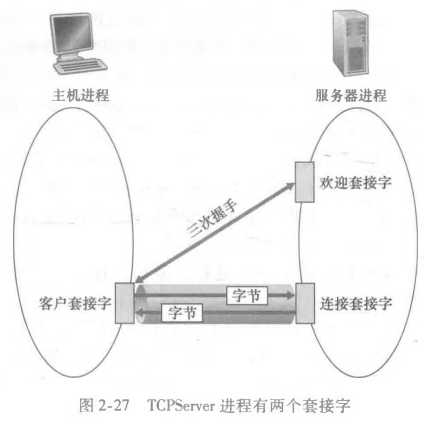 主机进程
服务器进程
欢迎套接字
三次握手
客户套接字
字节
连接套接字
字节
图 2-27 TCPServer 进程有两个套接字